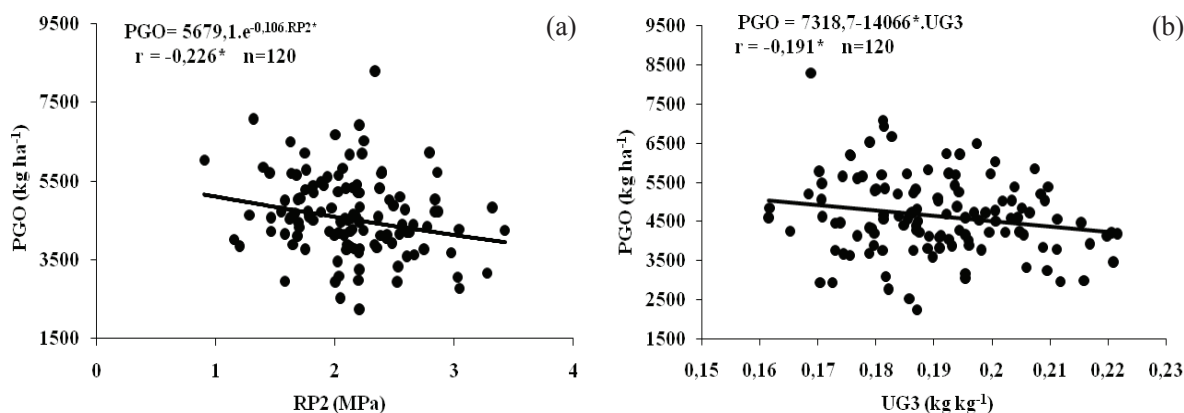 PGO= 5679,1.e-0,106.RP2*
r = -0,226* n=120
(a)
9500
7500
5500
3500
1500
PGO (kg ha-1)
0 1 2 3 4
RP2 (MPa)
PGO = 7318,7-14066*.UG3
r = -0,191* n=120
(b)
9500
8500
7500
6500
5500
4500
3500
2500
1500
PGO (kg ha-1)
0,15 0,16 0,17 0,18 0,19 0,2 0,21 0,22 0,23
UG3 (kg kg-1)